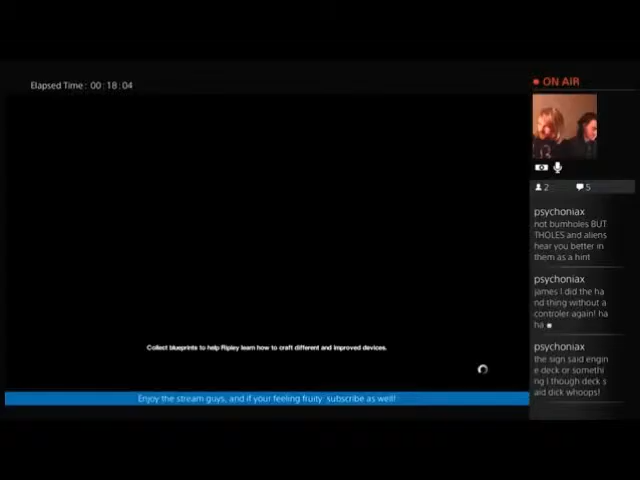 Elapsed Time : 00:18:04
ON AIR
2
5
psychoniax
not bumholes BUT
THOLES and aliens
hear you better in
them as a hint
psychoniax
james I did the ha
nd thing without a
controler again! ha
ha
psychoniax
the sign said engin
e deck or somethi
ng I though deck s
aid dick whoops!
Collect blueprints to help Ripley learn how to craft different and improved devices.
Enjoy the stream guys, and if your feeling fruity subscribe as well!